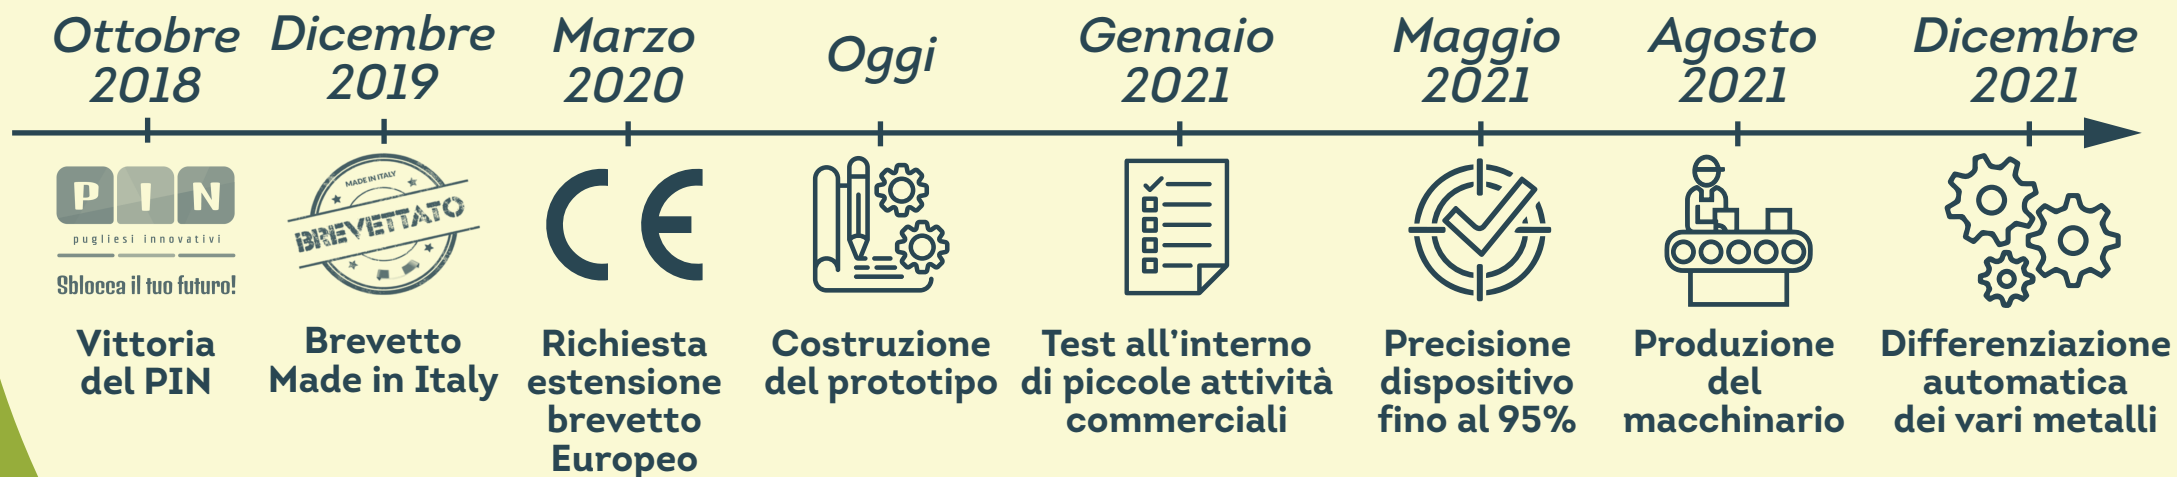 Ottobre
2018
Dicembre
2019
Marzo
2020
Oggi
Gennaio
2021
Maggio
2021
Agosto
2021
Dicembre
2021
P I N
pugliesi innovativi
Sblocca il tuo futuro!
MADE IN ITALY
BREVETTATO
CE
Vittoria
del PIN
Brevetto
Made in Italy
Richiesta
estensione
brevetto
Europeo
Costruzione
del prototipo
Test all’interno
di piccole attività
commerciali
Precisione
dispositivo
fino al 95%
Produzione
del
macchinario
Differenziazione
automatica
dei vari metalli